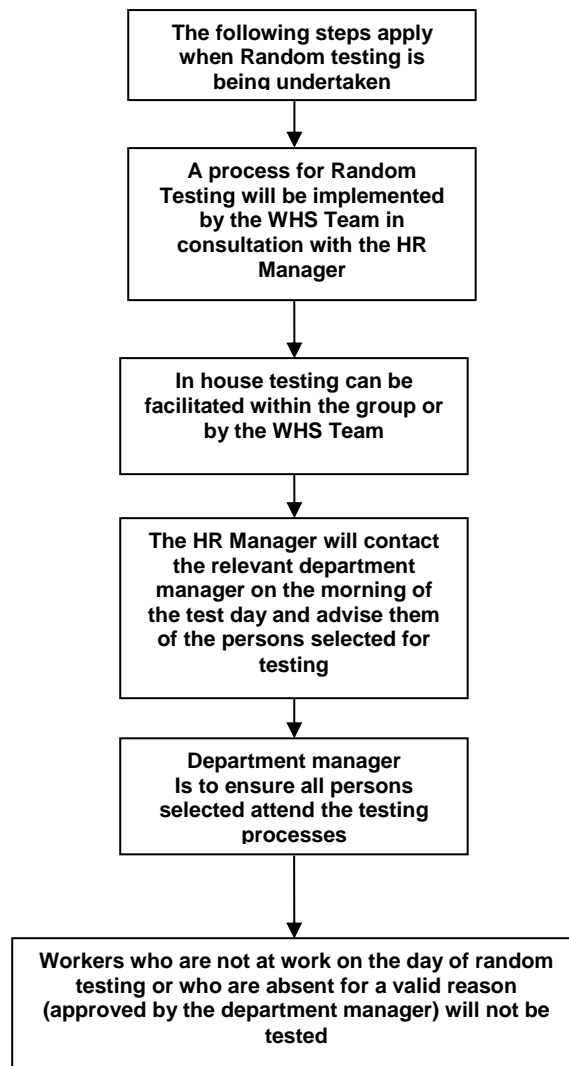 The following steps apply
when Random testing is
being undertaken
A process for Random
Testing will be implemented
by the WHS Team in
consultation with the HR
Manager
In house testing can be
facilitated within the group or
by the WHS Team
The HR Manager will contact
the relevant department
manager on the morning of
the test day and advise them
of the persons selected for
testing
Department manager
Is to ensure all persons
selected attend the testing
processes
Workers who are not at work on the day of random
testing or who are absent for a valid reason
(approved by the department manager) will not be
tested